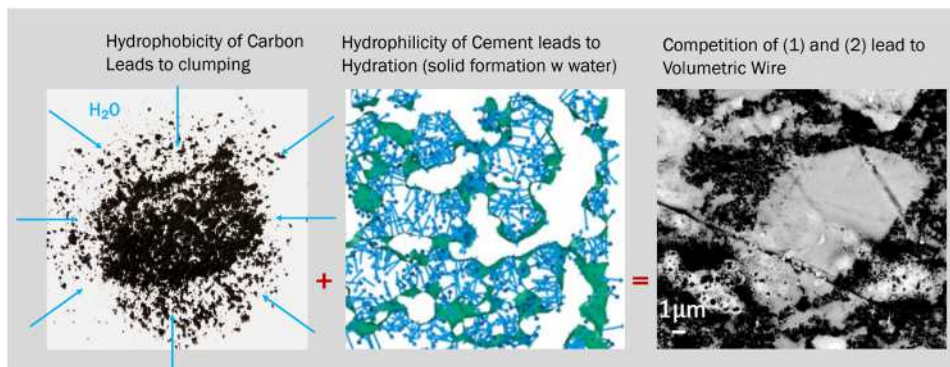 Hydrophobicity of Carbon
Leads to clumping
Hydrophilicity of Cement leads to
Hydration (solid formation w water)
Competition of (1) and (2) lead to
Volumetric Wire
H₂O
+
=
1μm